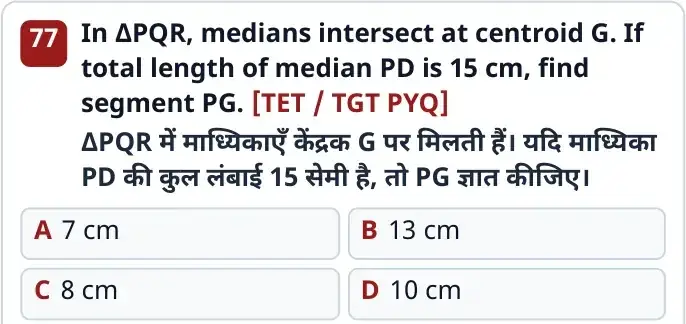 77 In ΔPQR, medians intersect at centroid G. If
total length of median PD is 15 cm, find
segment PG. [TET / TGT PYQ]
ΔPQR में माध्यिकाएँ केंद्रक G पर मिलती हैं। यदि माध्यिका
PD की कुल लंबाई 15 सेमी है, तो PG ज्ञात कीजिए।
A 7 cm
B 13 cm
C 8 cm
D 10 cm